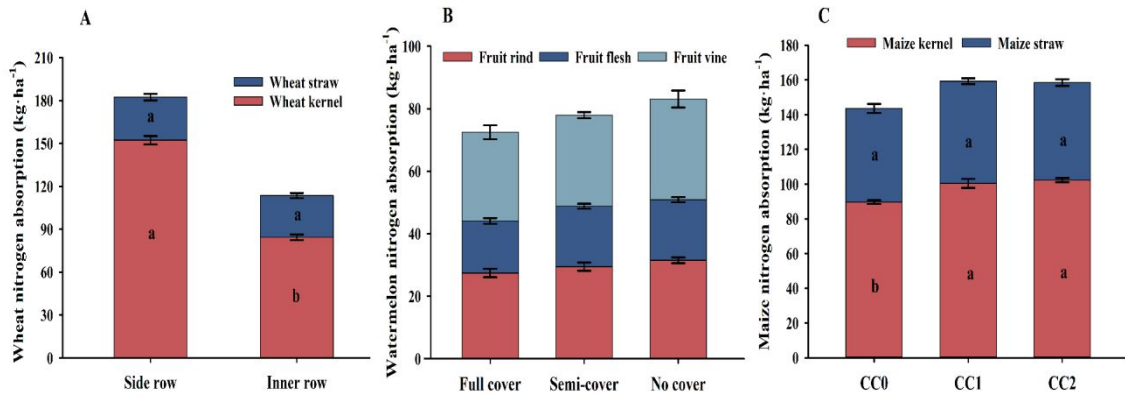 A
Wheat nitrogen absorption (kg·ha⁻¹)
210
180
150
120
90
60
30
0
Wheat straw
Wheat kernel
a
a
a
b
Side row
Inner row
B
Watermelon nitrogen absorption (kg·ha⁻¹)
100
80
60
40
20
0
Fruit rind
Fruit flesh
Fruit vine
Full cover
Semi-cover
No cover
C
Maize nitrogen absorption (kg·ha⁻¹)
180
160
140
120
100
80
60
40
20
0
Maize kernel
Maize straw
a
a
a
b
a
a
CC0
CC1
CC2